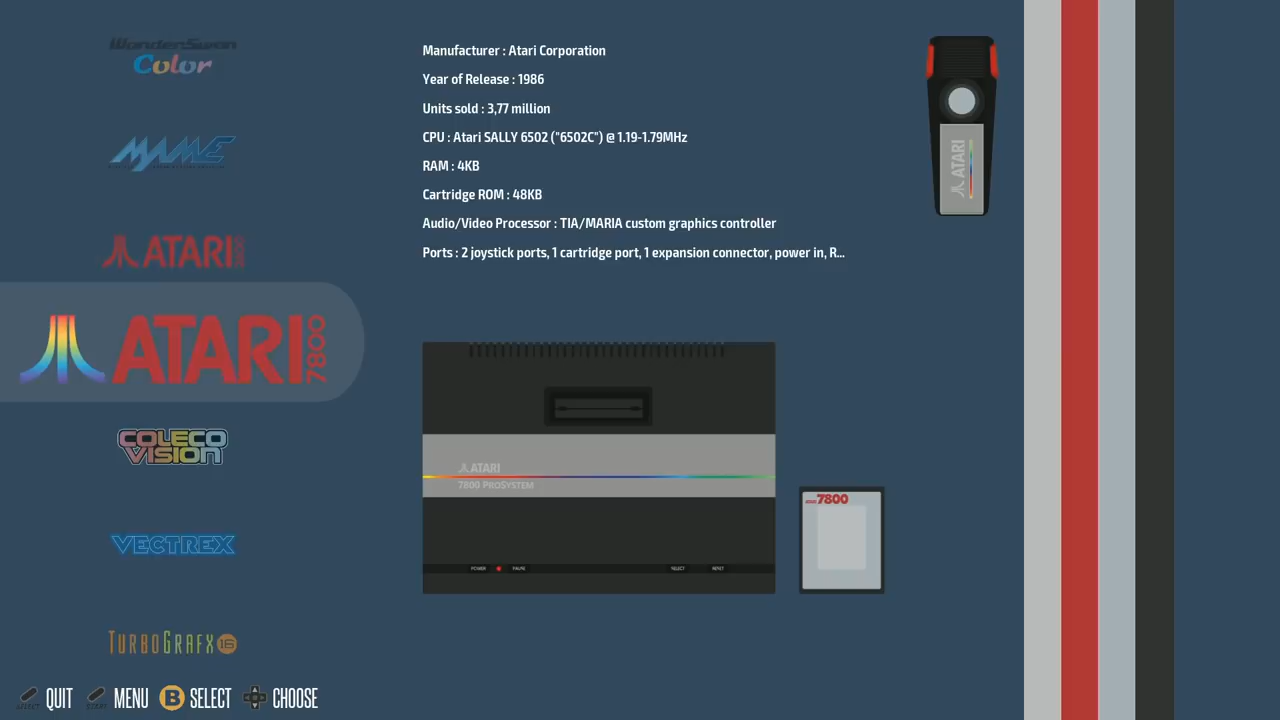 WonderSwan
Color
MAME
ATARI
ATARI 7800
COLECO
VISION
VECTREX
TURBOGRAFX 16
Manufacturer : Atari Corporation
Year of Release : 1986
Units sold : 3,77 million
CPU : Atari SALLY 6502 ("6502C") @ 1.19-1.79MHz
RAM : 4KB
Cartridge ROM : 48KB
Audio/Video Processor : TIA/MARIA custom graphics controller
Ports : 2 joystick ports, 1 cartridge port, 1 expansion connector, power in, R...
ATARI
ATARI
7800 PROSYSTEM
POWER PAUSE SELECT RESET
7800
SELECT QUIT START MENU B SELECT CHOOSE